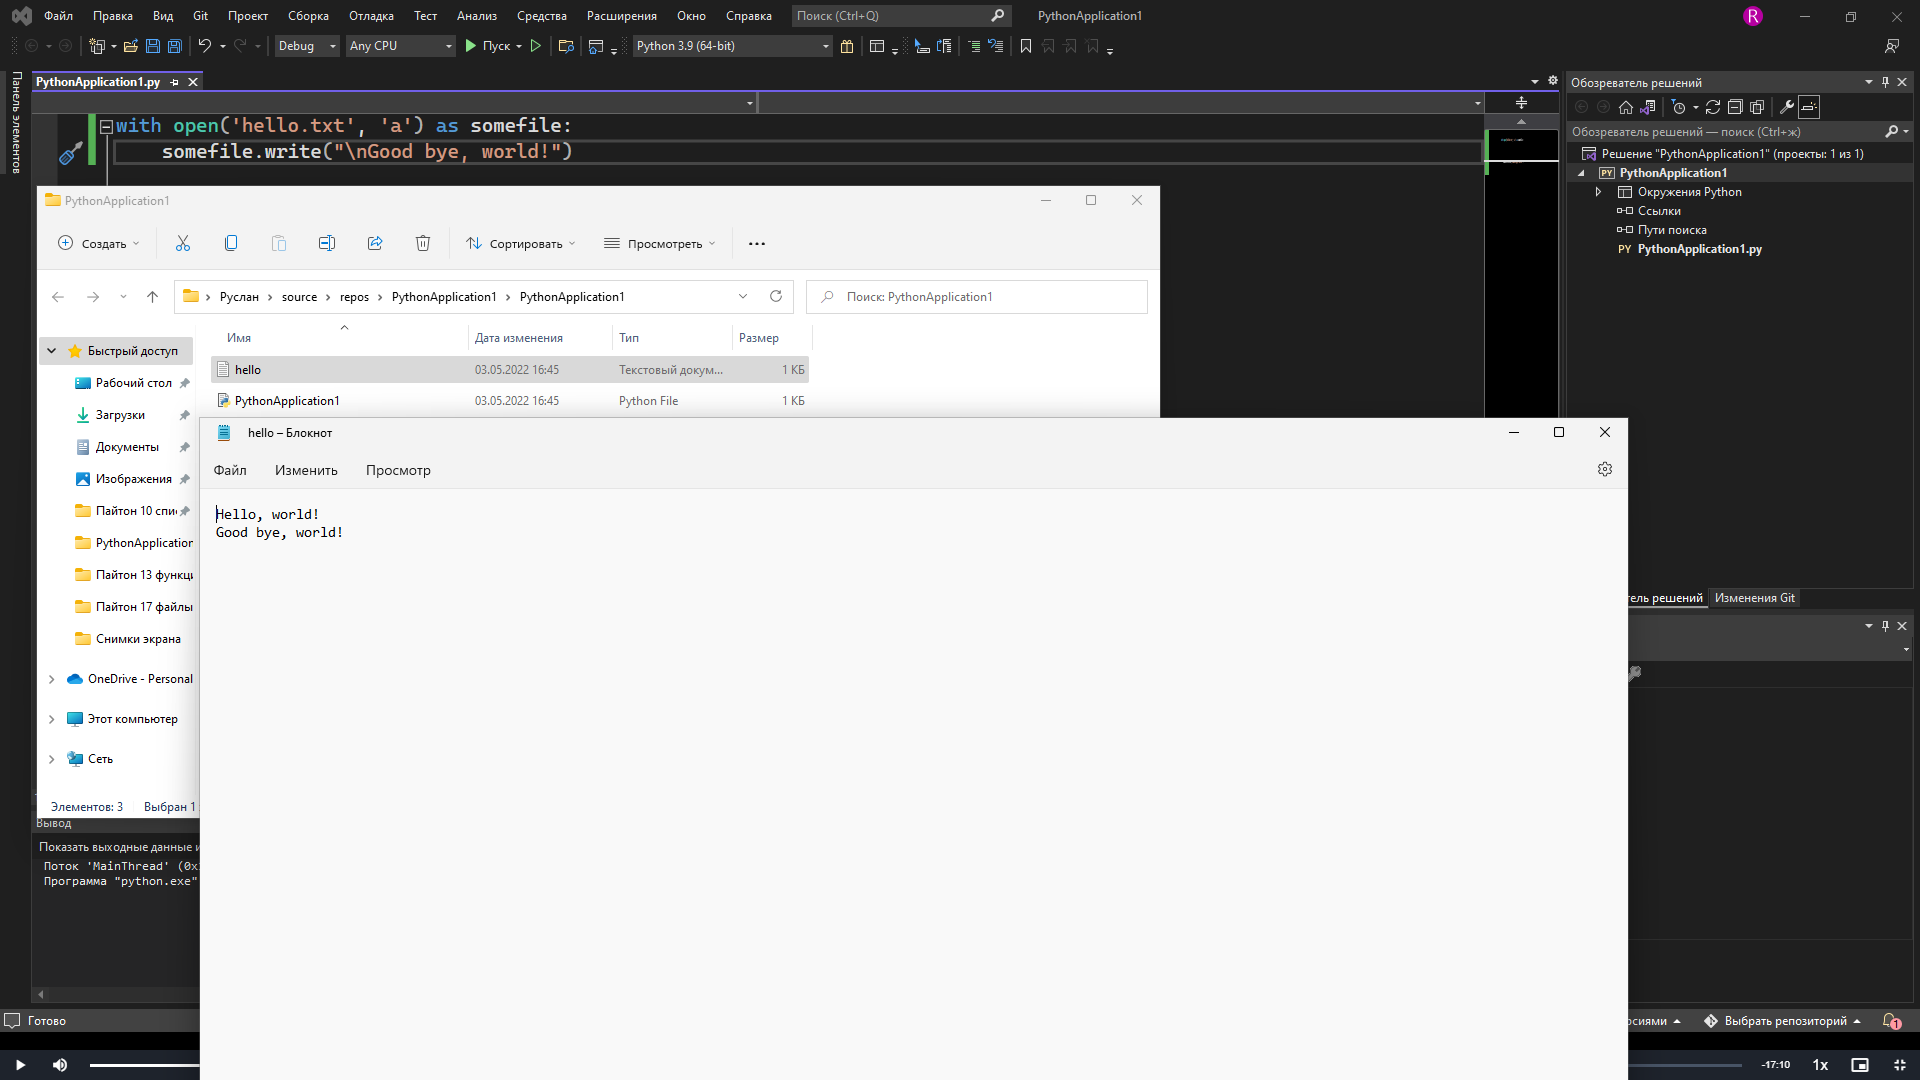 Файл Правка Вид Git Проект Сборка Отладка Тест Анализ Средства Расширения Окно Справка Поиск (Ctrl+Q) PythonApplication1 R
Debug Any CPU Пуск Python 3.9 (64-bit)
Панель элементов
PythonApplication1.py
with open('hello.txt', 'a') as somefile:
somefile.write("\nGood bye, world!")
Обозреватель решений
Обозреватель решений — поиск (Ctrl+ж)
Решение "PythonApplication1" (проекты: 1 из 1)
PY PythonApplication1
Окружения Python
Ссылки
Пути поиска
PY PythonApplication1.py
PythonApplication1
Создать Сортировать Просмотреть
Руслан > source > repos > PythonApplication1 > PythonApplication1
Поиск: PythonApplication1
Имя Дата изменения Тип Размер
hello 03.05.2022 16:45 Текстовый докум... 1 КБ
PythonApplication1 03.05.2022 16:45 Python File 1 КБ
Быстрый доступ
Рабочий стол
Загрузки
Документы
Изображения
Пайтон 10 спи
PythonApplication
Пайтон 13 функци
Пайтон 17 файлы
Снимки экрана
OneDrive - Personal
Этот компьютер
Сеть
Элементов: 3 Выбран 1
hello – Блокнот
Файл Изменить Просмотр
Hello, world!
Good bye, world!
тель решений Изменения Git
Вывод
Показать выходные данные и
Поток 'MainThread' (0x
Программа "python.exe"
Готово
рсиями Выбрать репозиторий 1
-17:10 1x